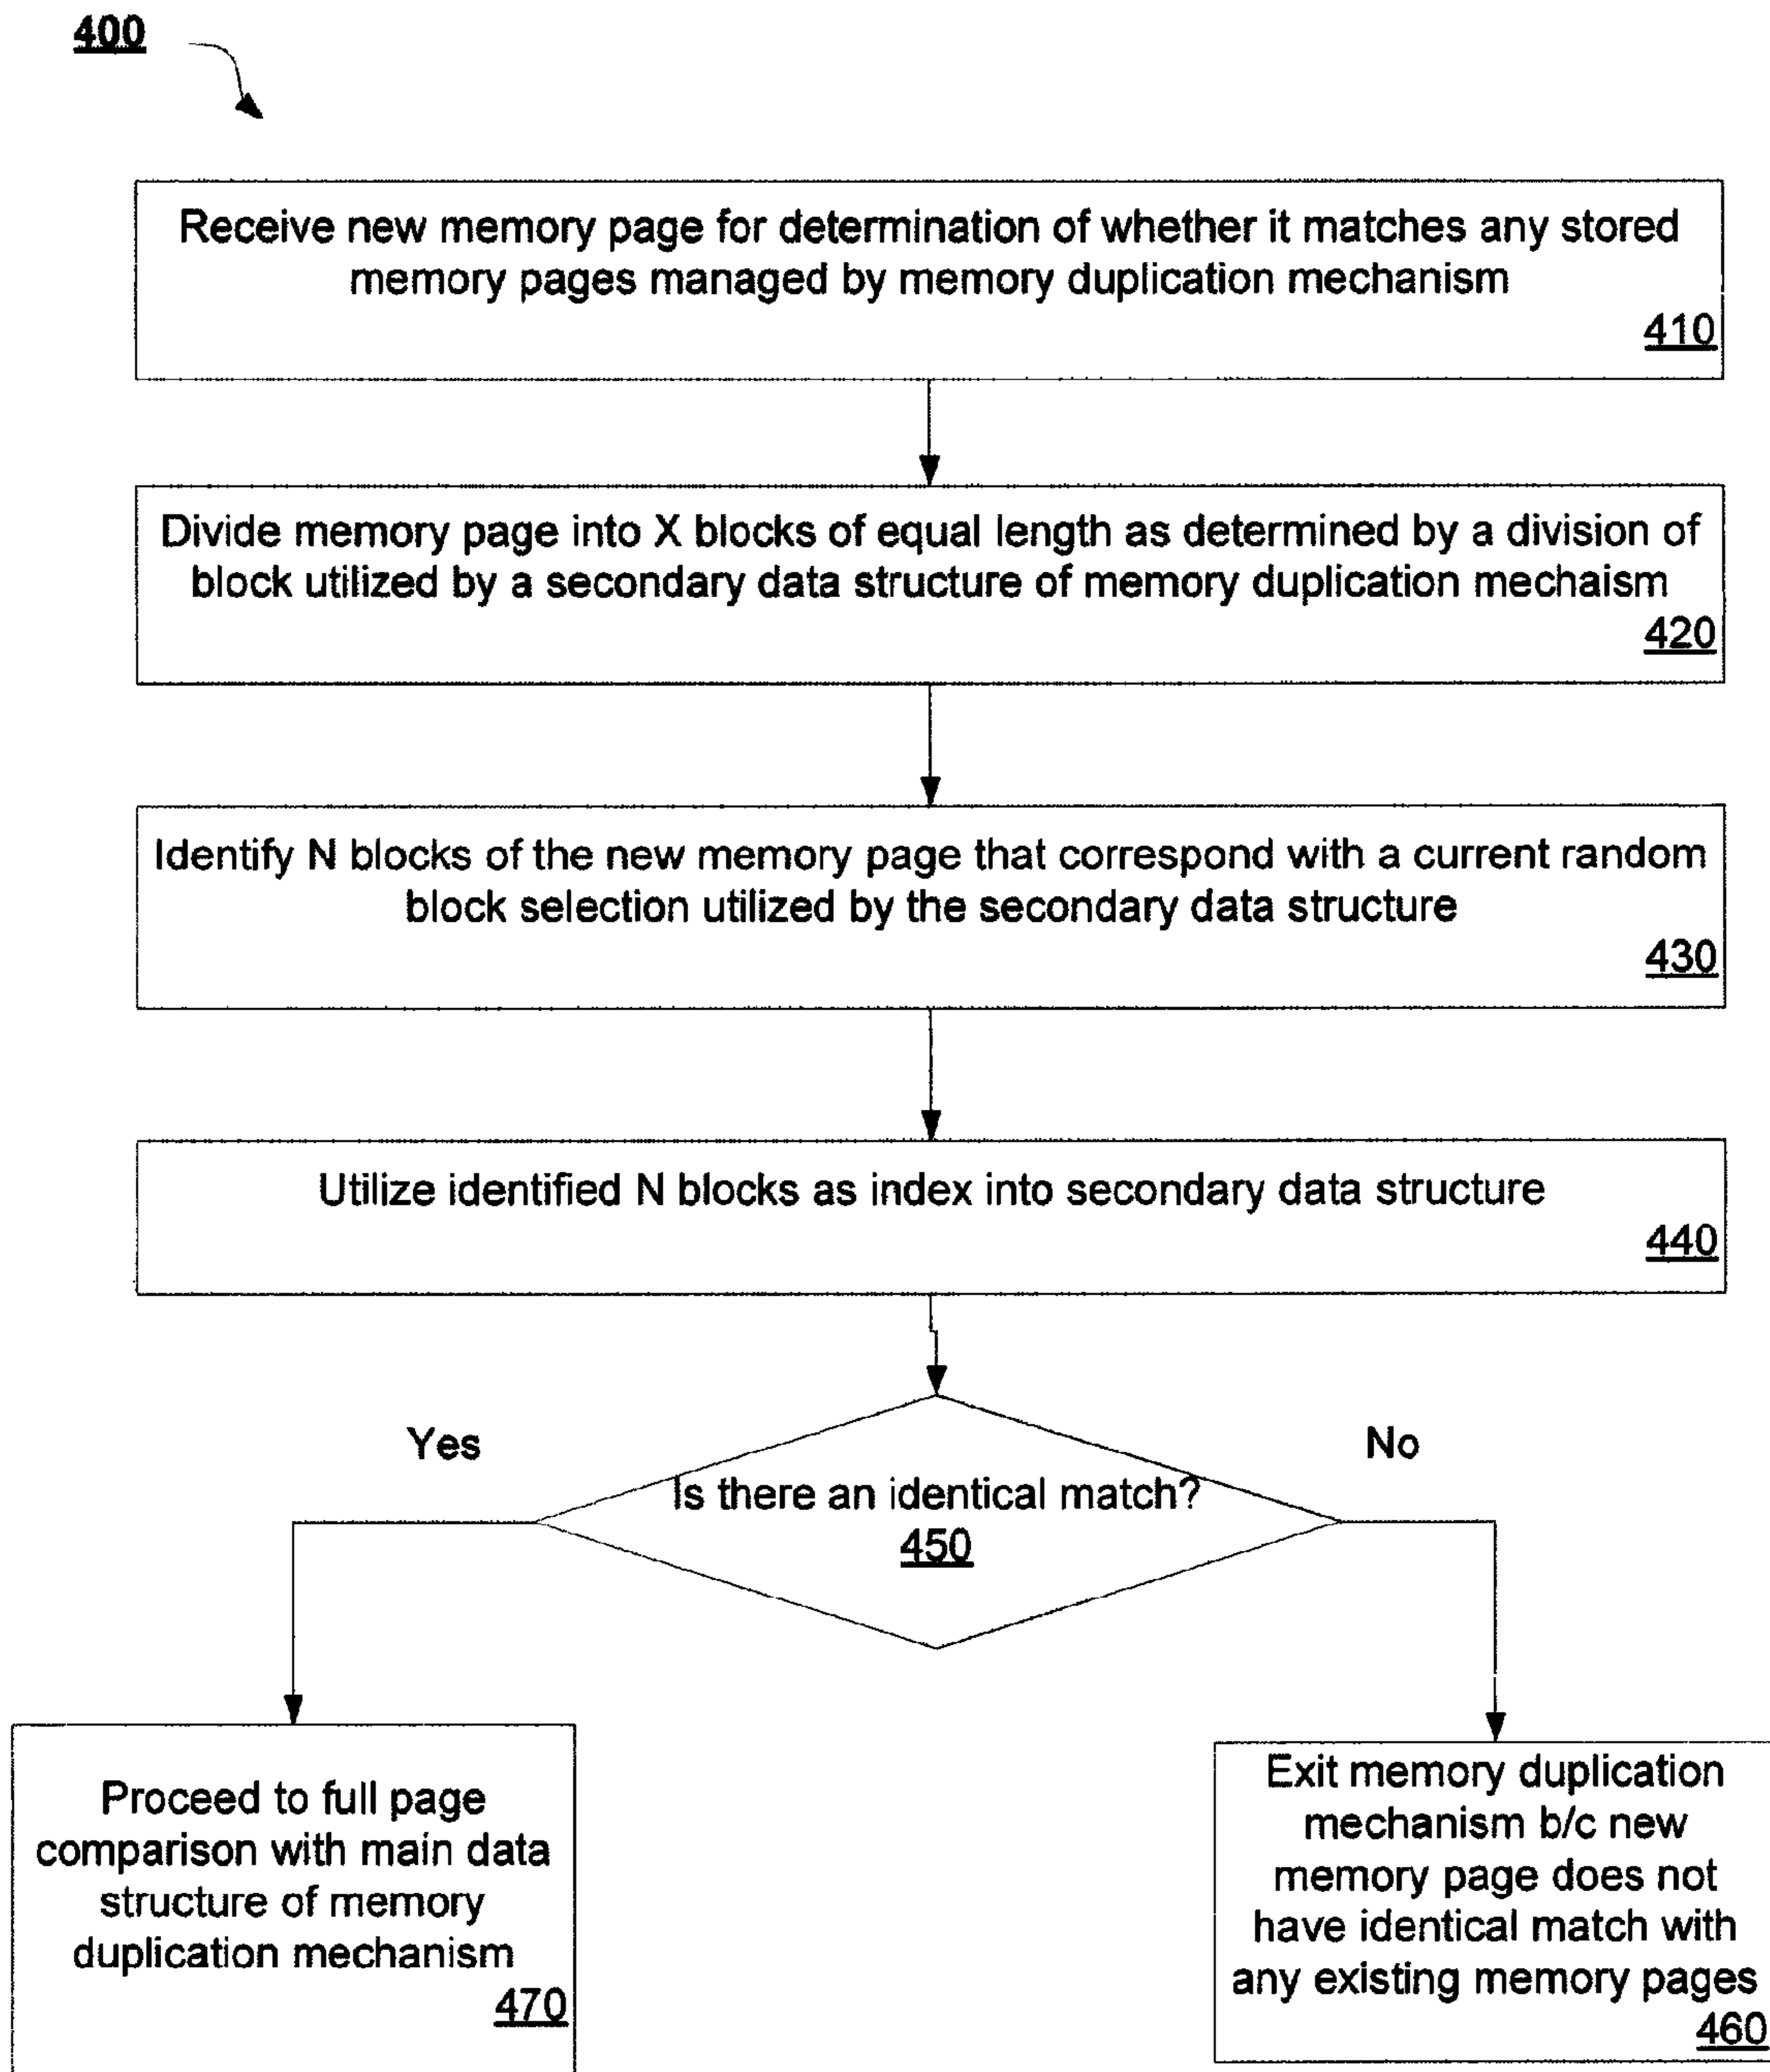 400
Receive new memory page for determination of whether it matches any stored
memory pages managed by memory duplication mechanism
410
Divide memory page into X blocks of equal length as determined by a division of
block utilized by a secondary data structure of memory duplication mechaism
420
Identify N blocks of the new memory page that correspond with a current random
block selection utilized by the secondary data structure
430
Utilize identified N blocks as index into secondary data structure
440
Yes
No
Is there an identical match?
450
Proceed to full page
comparison with main data
structure of memory
duplication mechanism
470
Exit memory duplication
mechanism b/c new
memory page does not
have identical match with
any existing memory pages
460